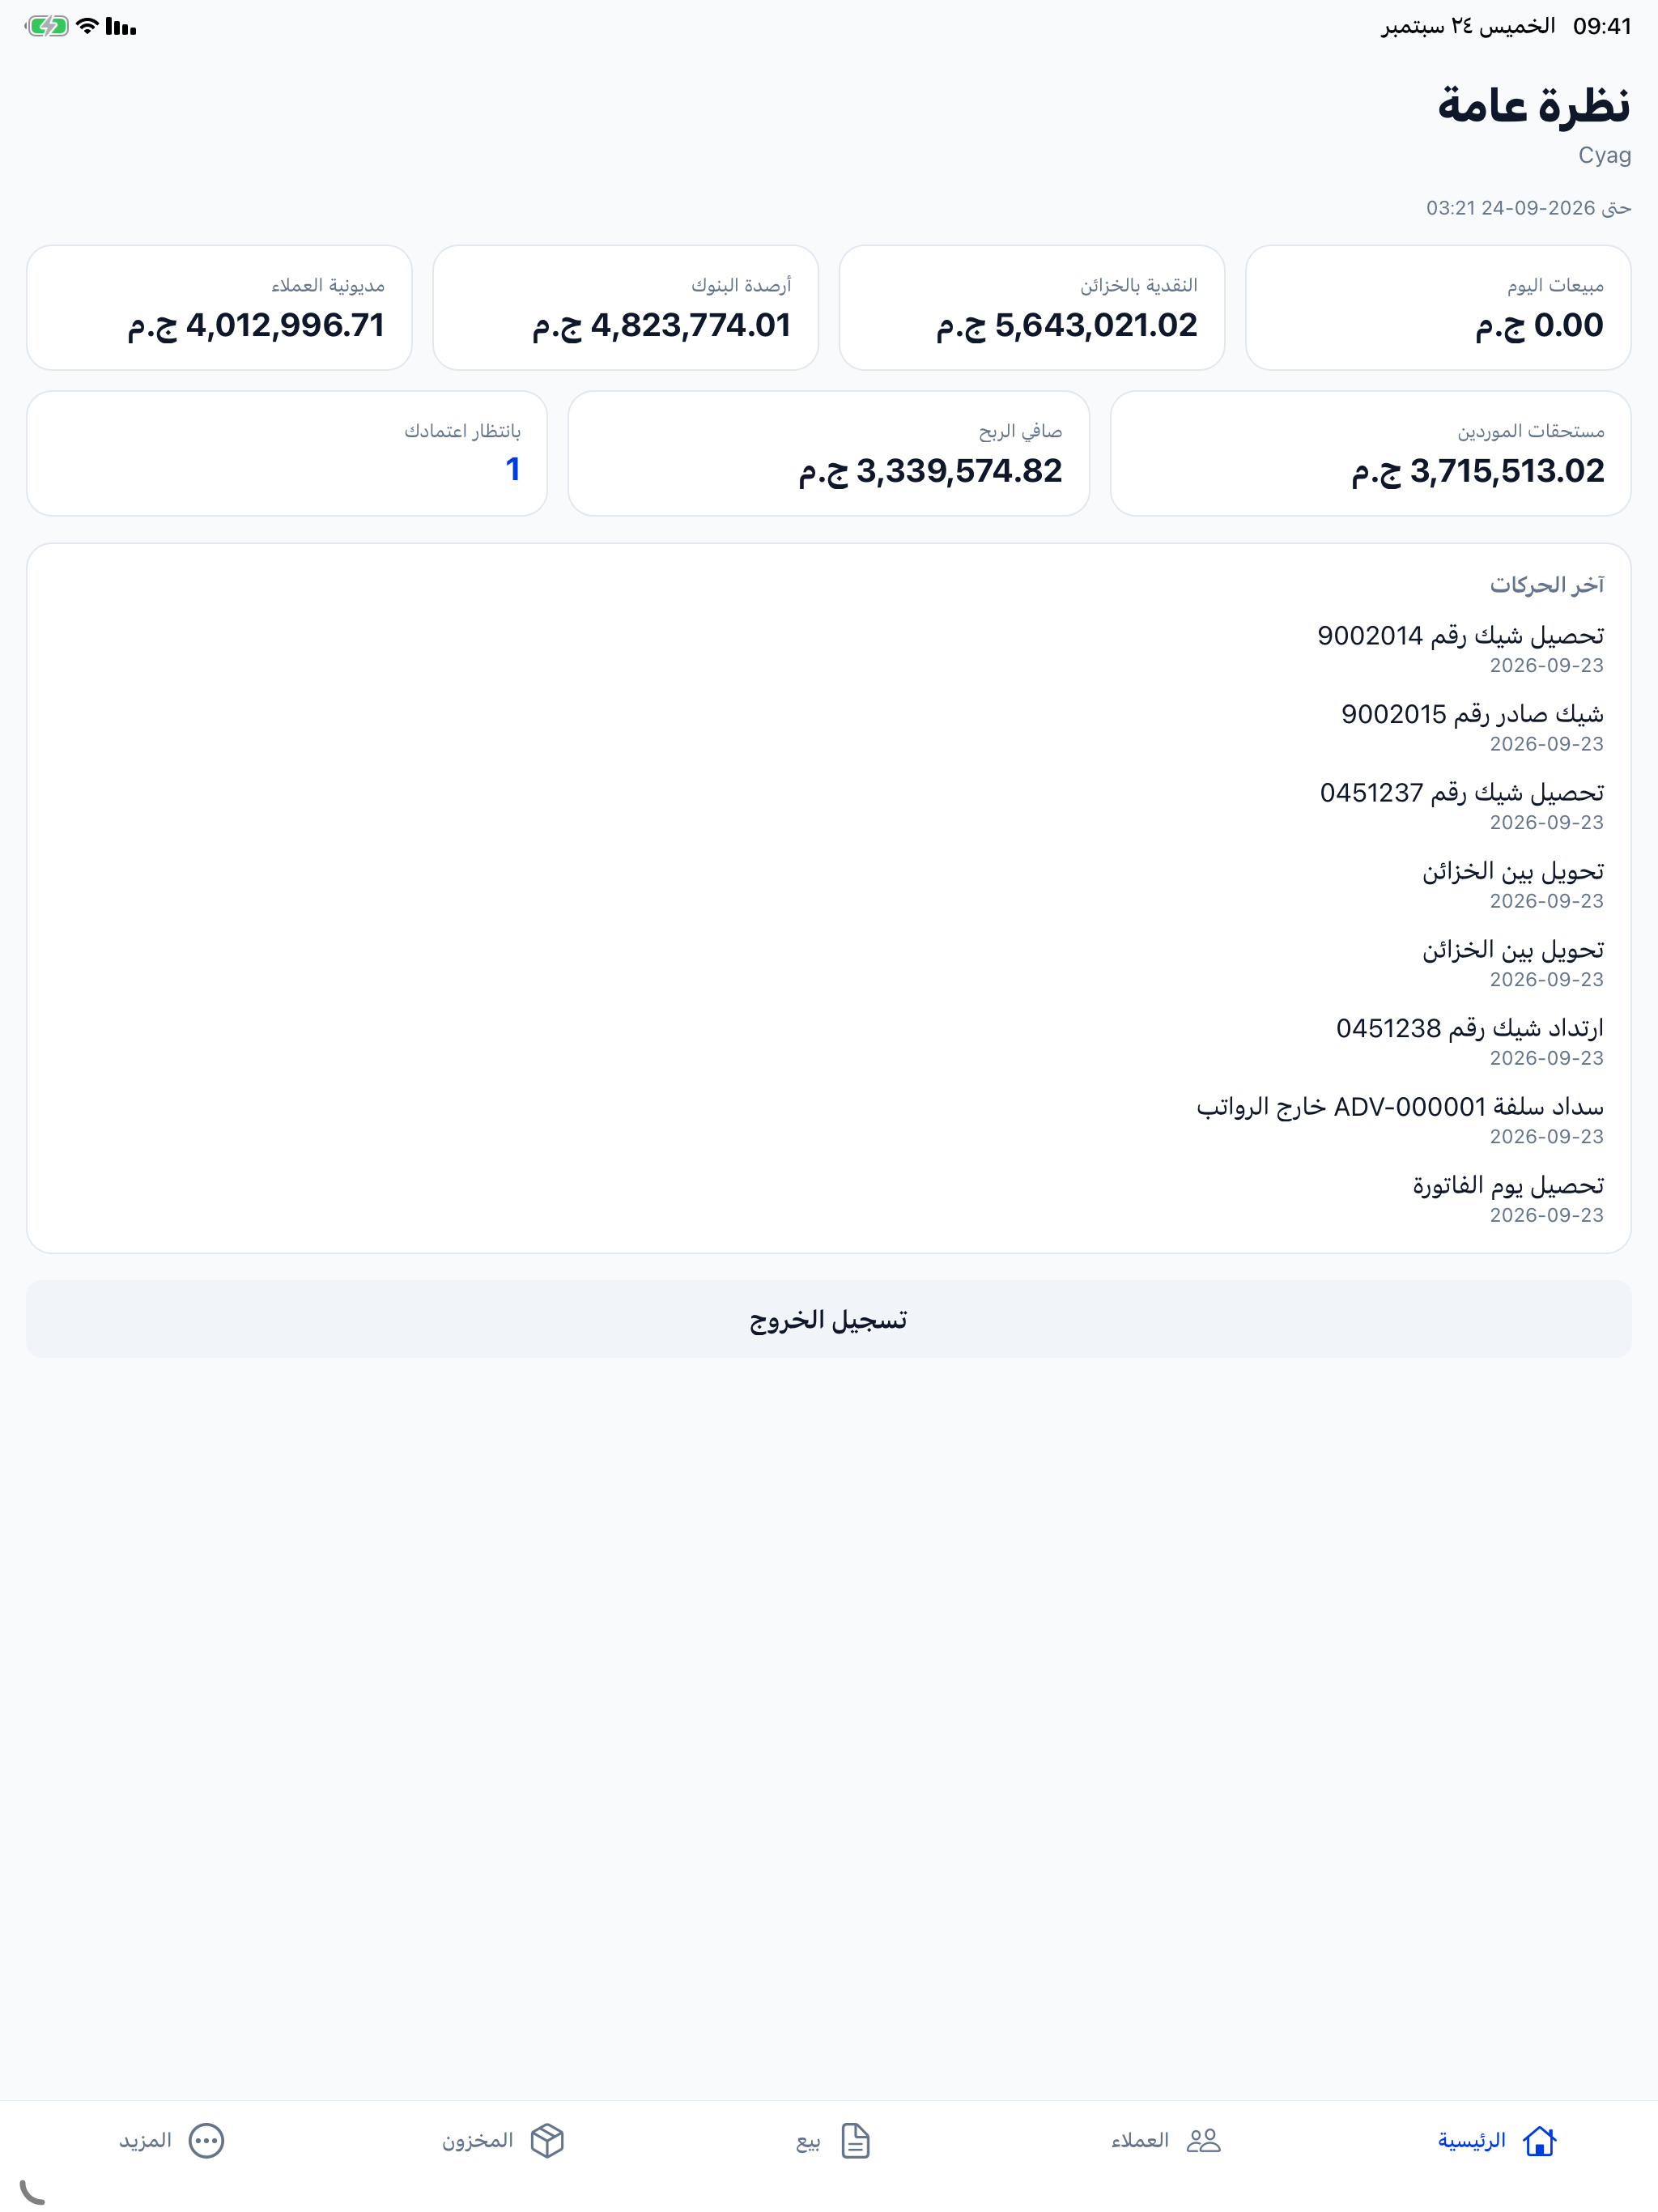 09:41 الخميس ٢٤ سبتمبر
نظرة عامة
Cyag
حتى 2026-09-24 03:21
مبيعات اليوم
0.00 ج.م
النقدية بالخزائن
5,643,021.02 ج.م
أرصدة البنوك
4,823,774.01 ج.م
مديونية العملاء
4,012,996.71 ج.م
مستحقات الموردين
3,715,513.02 ج.م
صافي الربح
3,339,574.82 ج.م
بانتظار اعتمادك
1
آخر الحركات
تحصيل شيك رقم 9002014
2026-09-23
شيك صادر رقم 9002015
2026-09-23
تحصيل شيك رقم 0451237
2026-09-23
تحويل بين الخزائن
2026-09-23
تحويل بين الخزائن
2026-09-23
ارتداد شيك رقم 0451238
2026-09-23
سداد سلفة ADV-000001 خارج الرواتب
2026-09-23
تحصيل يوم الفاتورة
2026-09-23
تسجيل الخروج
الرئيسية
العملاء
بيع
المخزون
المزيد